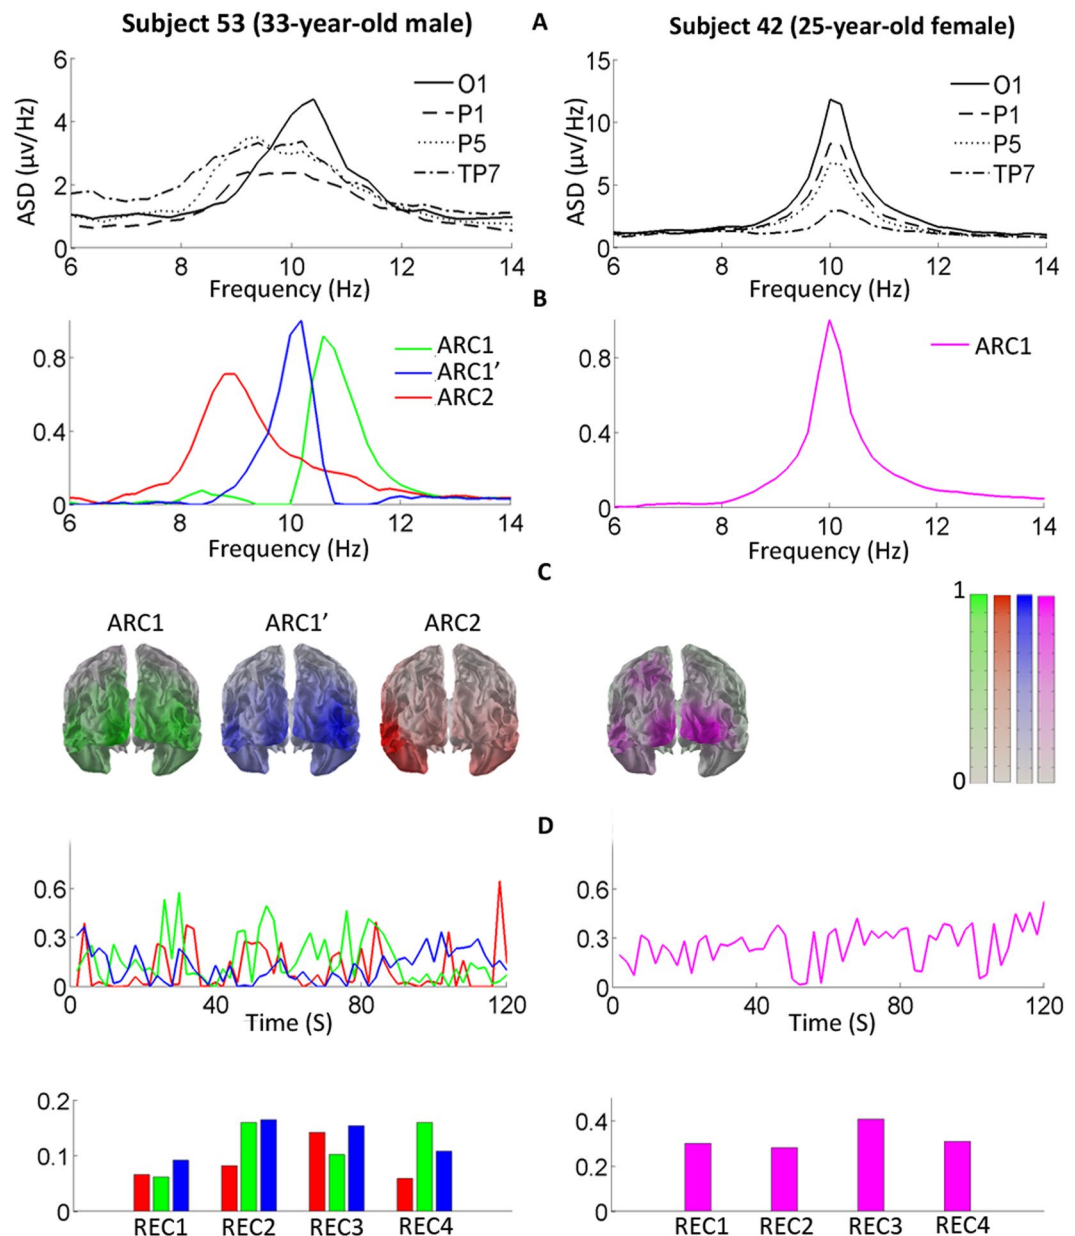 Subject 53 (33-year-old male)
A
Subject 42 (25-year-old female)
6
4
2
0
ASD (μv/Hz)
O1
P1
P5
TP7
6 8 10 12 14
Frequency (Hz)
15
10
5
0
ASD (μv/Hz)
O1
P1
P5
TP7
6 8 10 12 14
Frequency (Hz)
B
0.8
0.4
0
ARC1
ARC1’
ARC2
6 8 10 12 14
Frequency (Hz)
0.8
0.4
0
ARC1
6 8 10 12 14
Frequency (Hz)
C
ARC1 ARC1’ ARC2
1
0
D
0.6
0.3
0
0 40 80 120
Time (S)
0.6
0.3
0
0 40 80 120
Time (S)
0.2
0.1
0
REC1 REC2 REC3 REC4
0.4
0.2
0
REC1 REC2 REC3 REC4